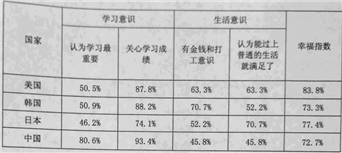 国家 学习意识 生活意识 幸福指数
认为学习最重要 关心学习成绩 有金钱和打工意识 认为能过上普通的生活就满足了
美国 50.5% 87.8% 63.3% 63.3% 83.8%
韩国 50.9% 88.2% 70.7% 52.2% 73.3%
日本 46.2% 74.1% 52.2% 70.7% 77.4%
中国 80.6% 93.4% 45.8% 45.8% 72.7%